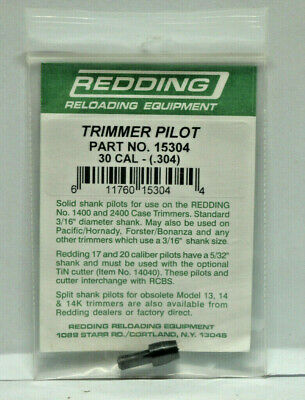 REDDING
RELOADING EQUIPMENT
TRIMMER PILOT
PART NO. 15304
30 CAL - (.304)
6 11760 15304 4
Solid shank pilots for use on the REDDING
No. 1400 and 2400 Case Trimmers. Standard
3/16" diameter shank. May also be used on
Pacific/Hornady, Forster/Bonanza and any
other trimmers which use a 3/16" shank size.
Redding 17 and 20 caliber pilots have a 5/32"
shank and must be used with the optional
TiN cutter (Item No. 14040). These pilots and
cutter interchange with RCBS.
Split shank pilots for obsolete Model 13, 14
& 14K trimmers are also available from
Redding dealers or factory direct.
REDDING RELOADING EQUIPMENT
1089 STARR RD./CORTLAND, N.Y. 13045